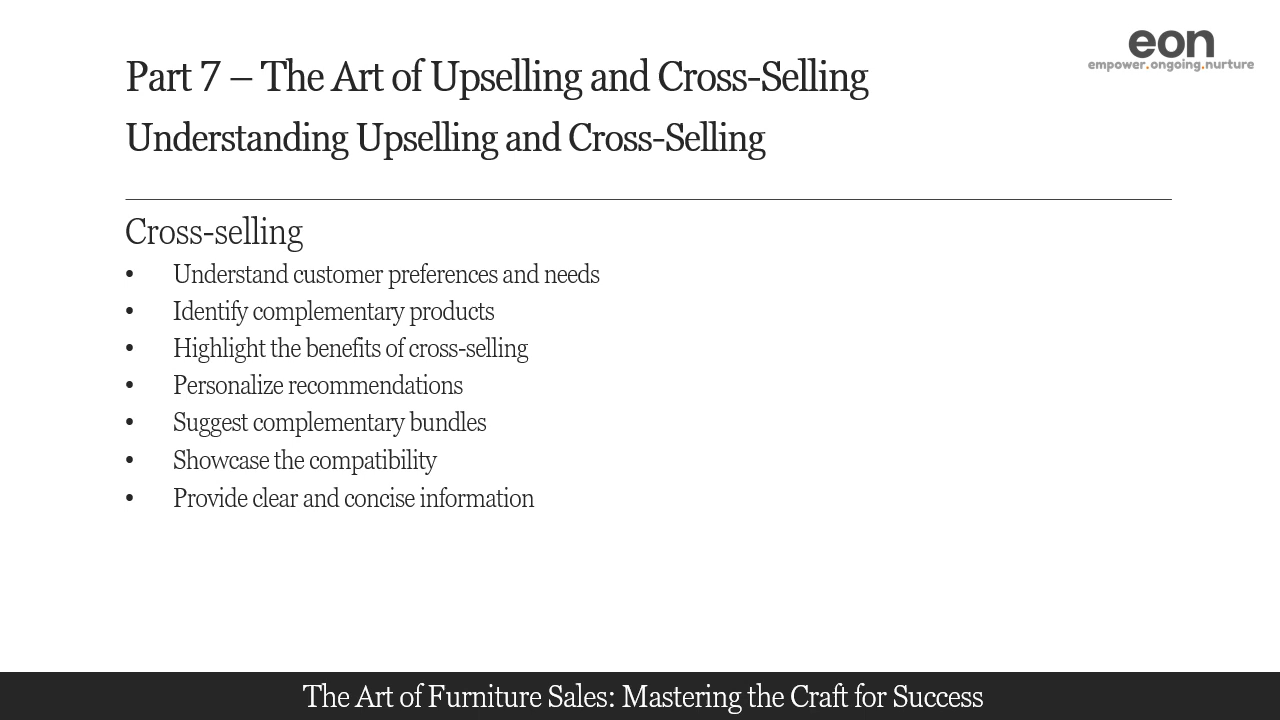 eon
empower.ongoing.nurture
Part 7 – The Art of Upselling and Cross-Selling
Understanding Upselling and Cross-Selling
Cross-selling
• Understand customer preferences and needs
• Identify complementary products
• Highlight the benefits of cross-selling
• Personalize recommendations
• Suggest complementary bundles
• Showcase the compatibility
• Provide clear and concise information
The Art of Furniture Sales: Mastering the Craft for Success